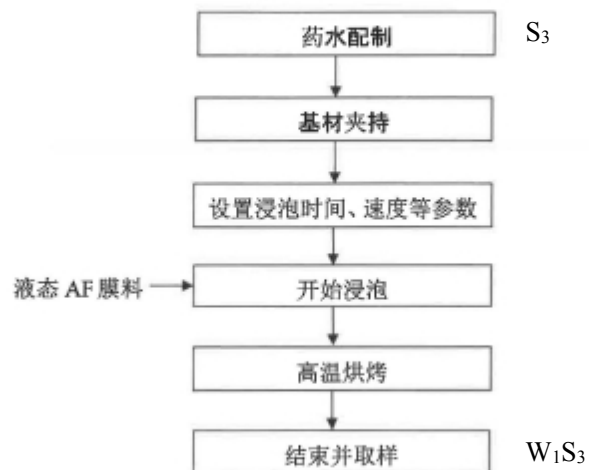 药水配制 S₃
基材夹持
设置浸泡时间、速度等参数
液态 AF 膜料 开始浸泡
高温烘烤
结束并取样 W₁S₃